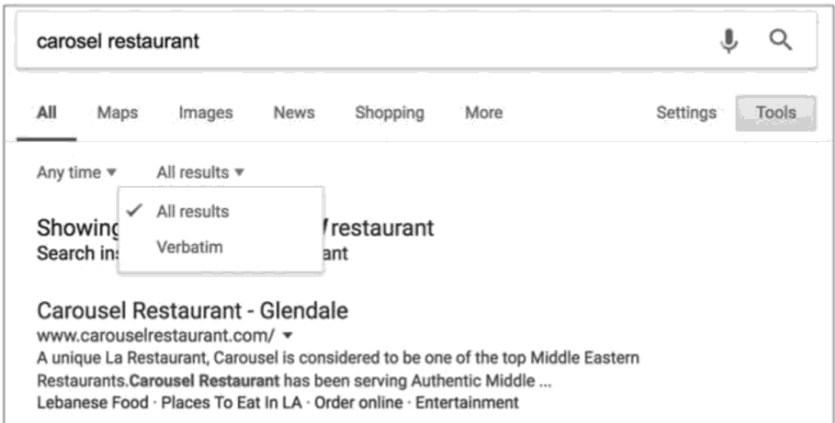 carosel restaurant
All Maps Images News Shopping More Settings Tools
Any time ▾ All results ▾
✓ All results
Verbatim
Showing restaurant
Search
Carousel Restaurant - Glendale
www.carouselrestaurant.com/ ▾
A unique La Restaurant, Carousel is considered to be one of the top Middle Eastern
Restaurants.Carousel Restaurant has been serving Authentic Middle ...
Lebanese Food · Places To Eat In LA · Order online · Entertainment